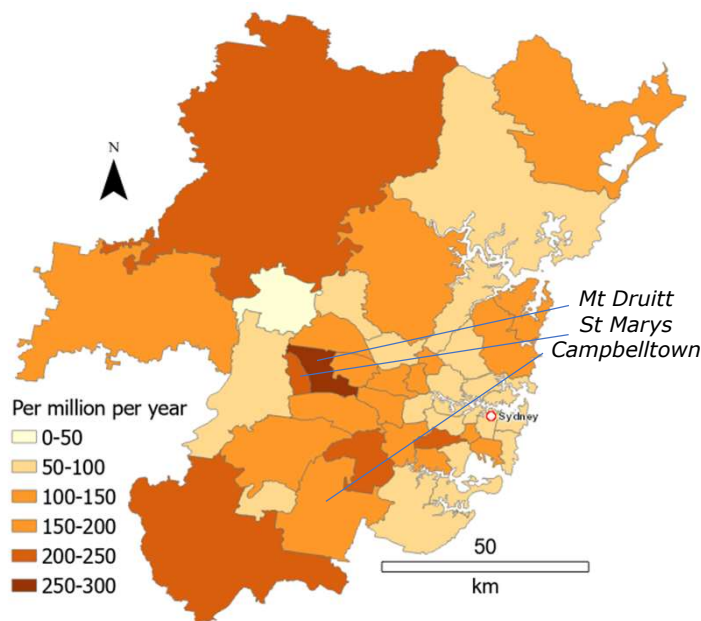 N
Mt Druitt
St Marys
Campbelltown
Sydney
Per million per year
0-50
50-100
100-150
150-200
200-250
250-300
50
km